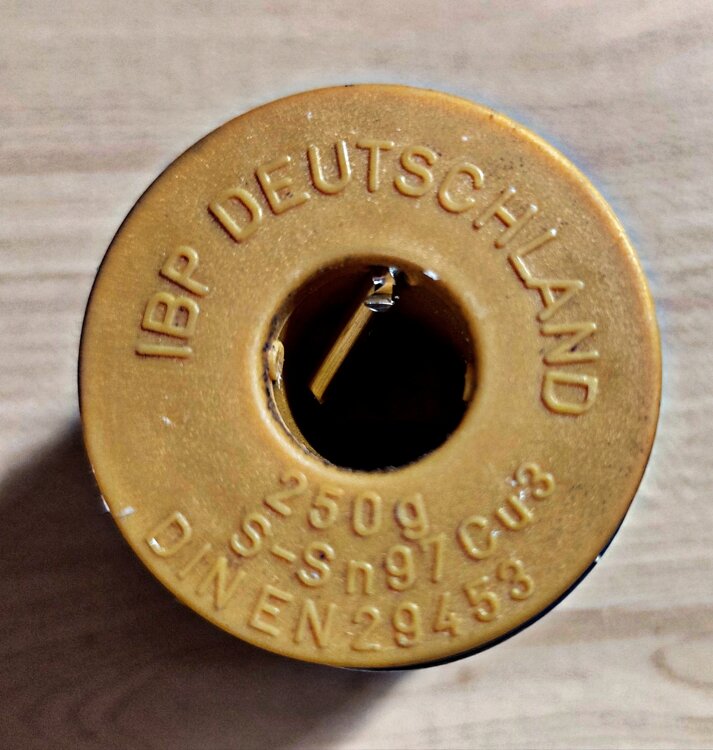 IBP DEUTSCHLAND
250g
S-Sn97Cu3
DIN EN 29453